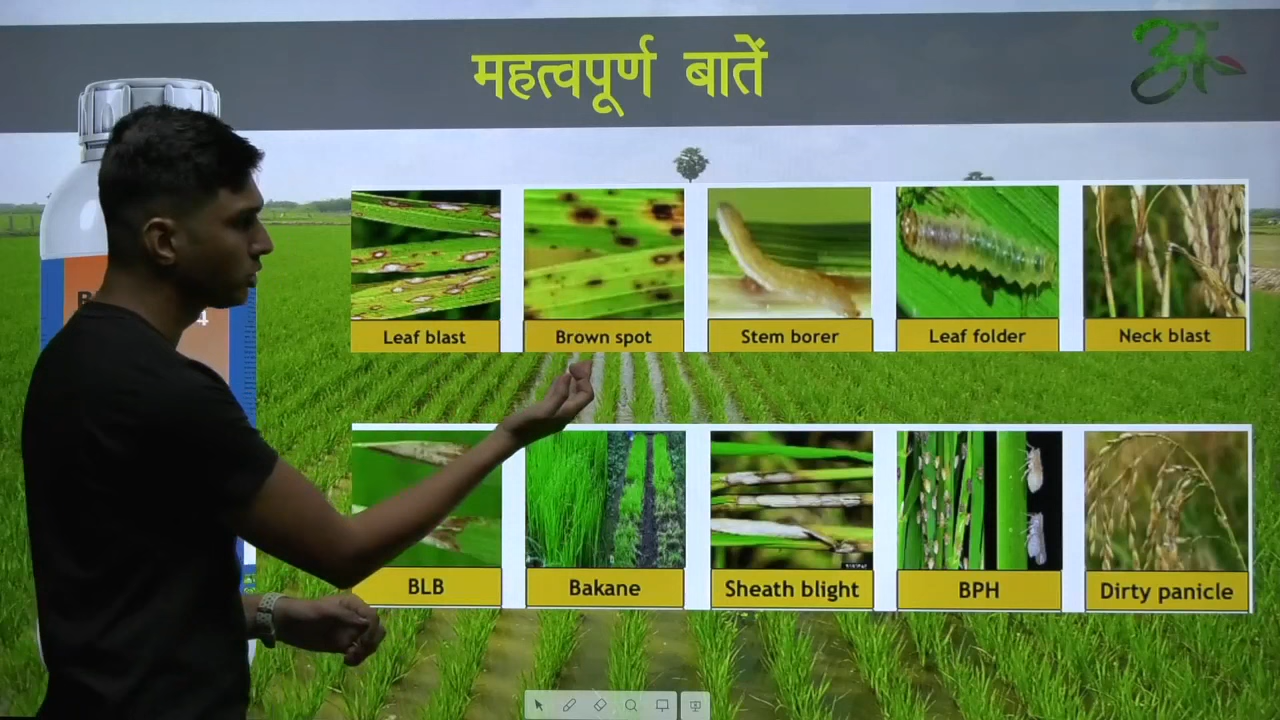 महत्वपूर्ण बातें
अ
Leaf blast
Brown spot
Stem borer
Leaf folder
Neck blast
BLB
Bakane
Sheath blight
BPH
Dirty panicle